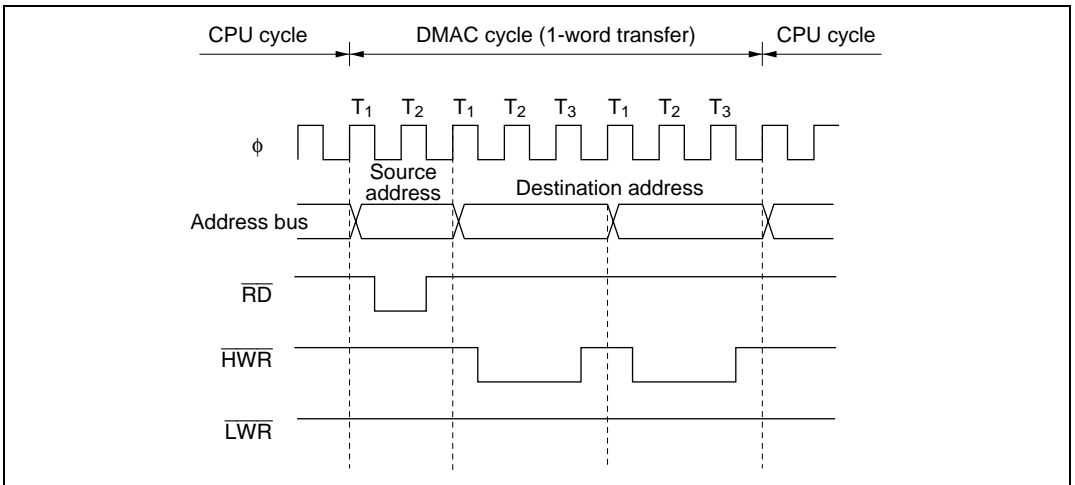 CPU cycle DMAC cycle (1-word transfer) CPU cycle
T1 T2 T1 T2 T3 T1 T2 T3
φ
Source
address Destination address
Address bus
RD
HWR
LWR